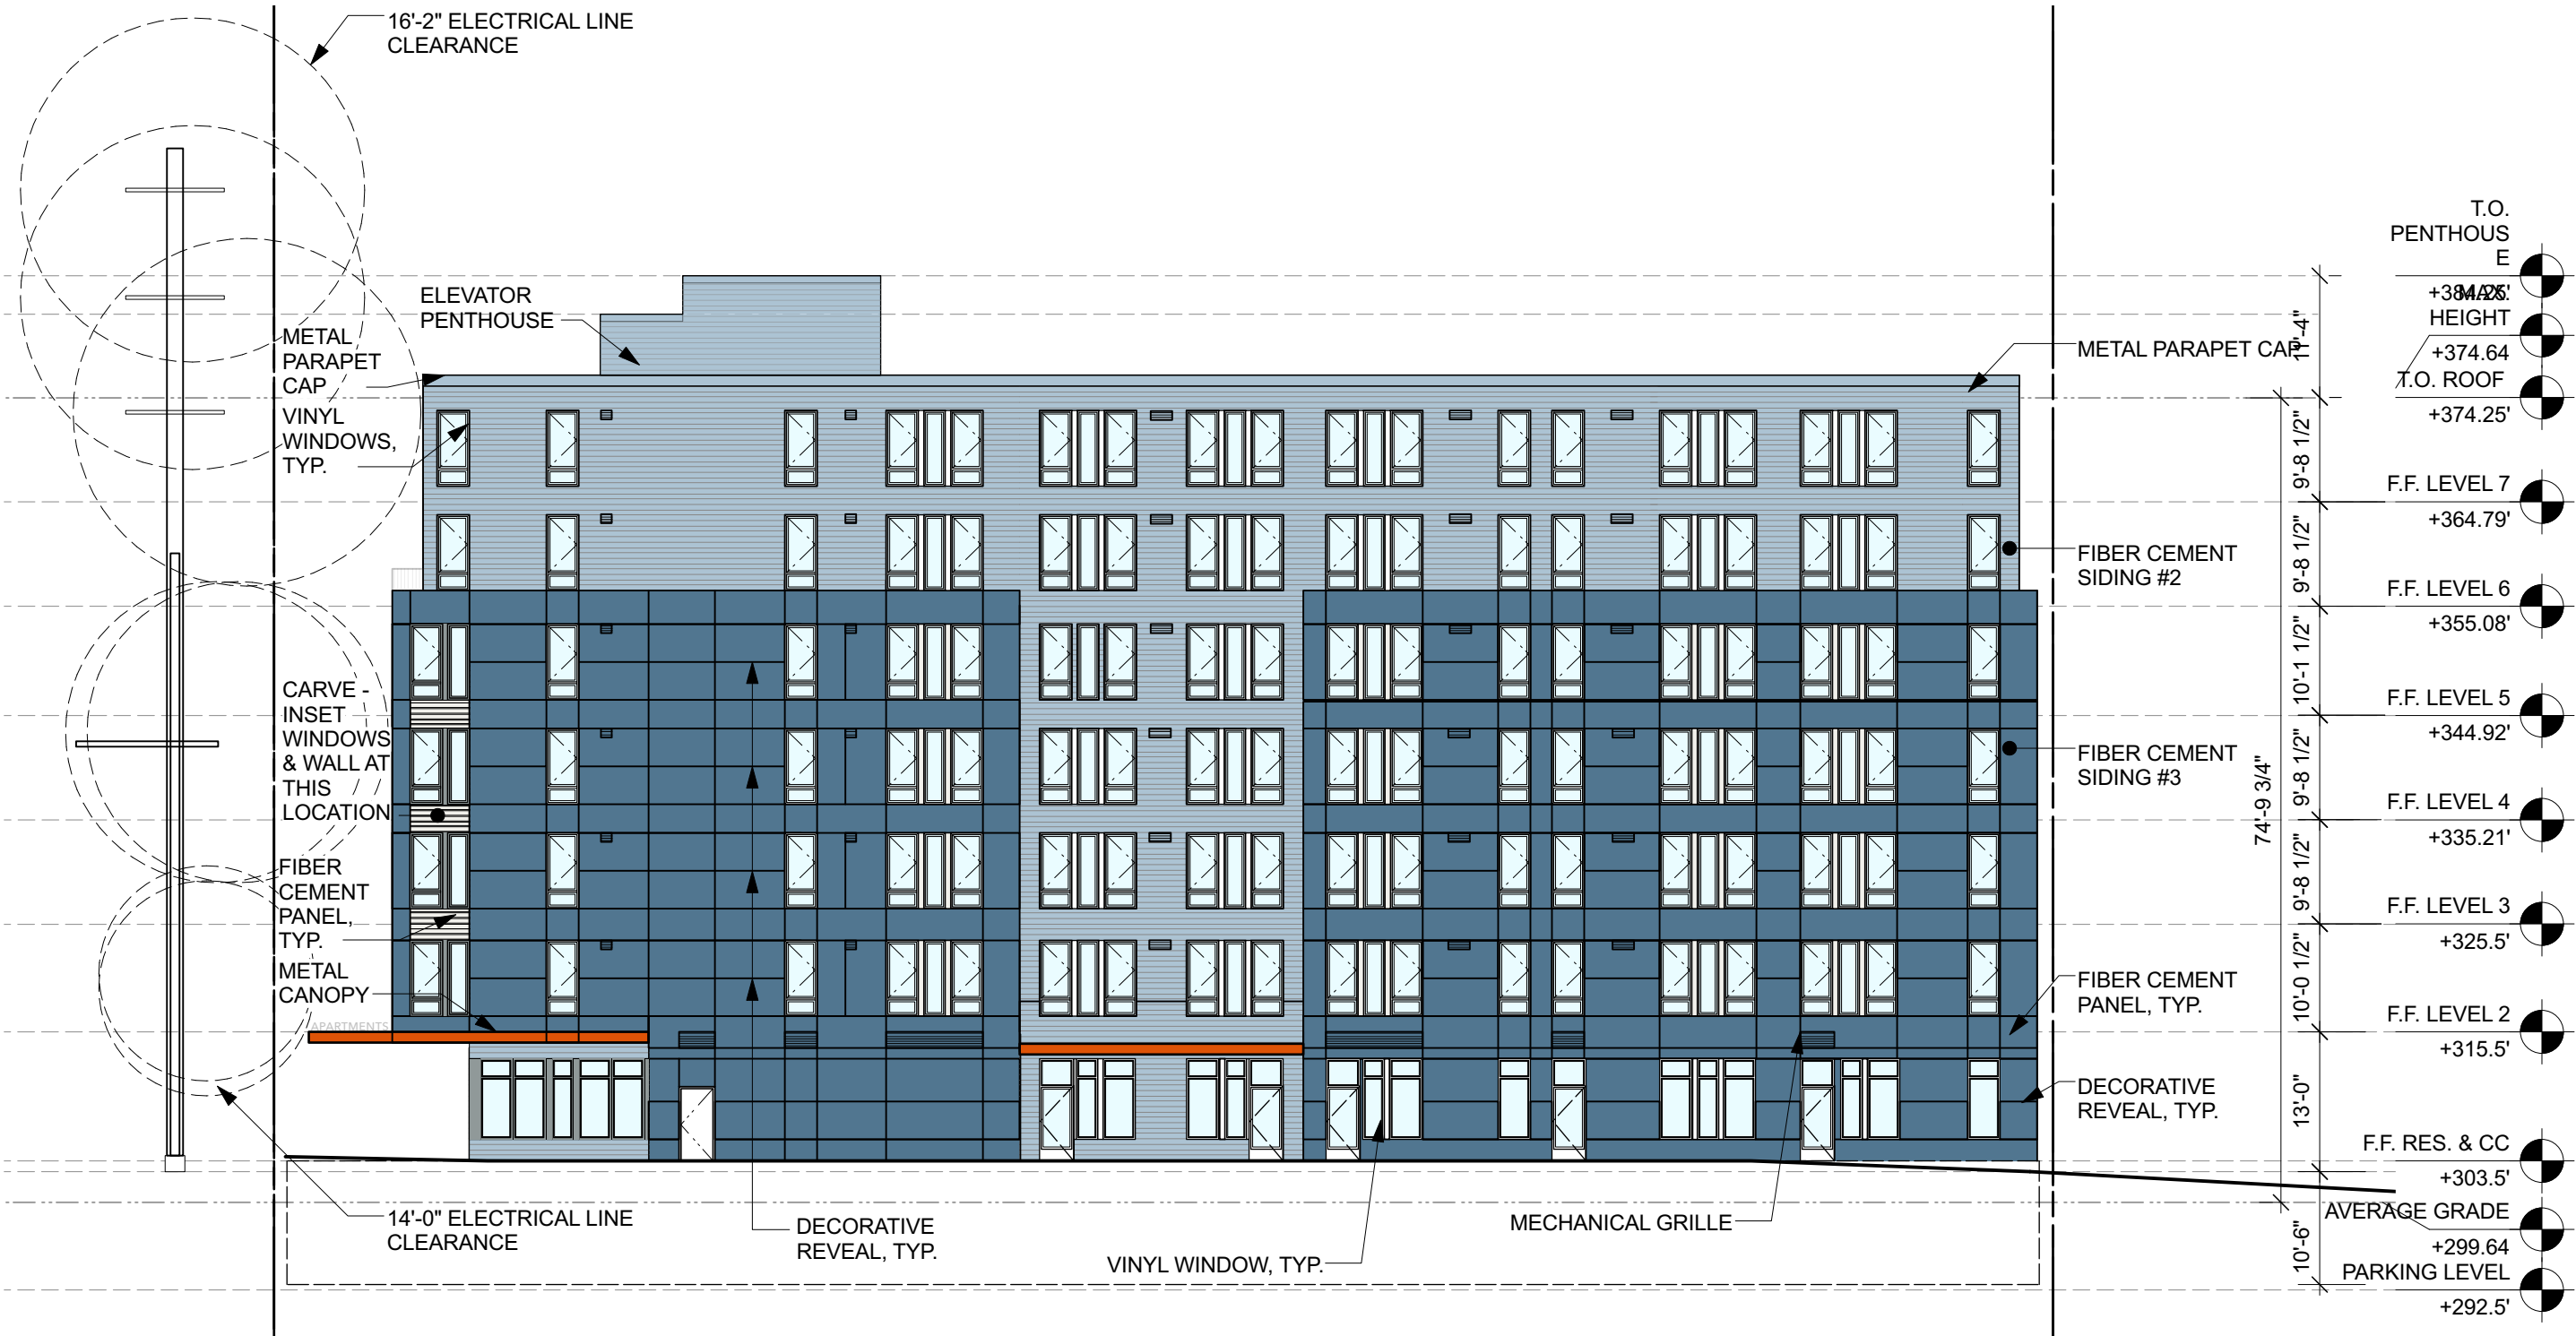 16'-2" ELECTRICAL LINE
CLEARANCE
ELEVATOR
PENTHOUSE
METAL
PARAPET
CAP
VINYL
WINDOWS,
TYP.
CARVE -
INSET
WINDOWS
& WALL AT
THIS
LOCATION
FIBER
CEMENT
PANEL,
TYP.
METAL
CANOPY
APARTMENTS
14'-0" ELECTRICAL LINE
CLEARANCE
DECORATIVE
REVEAL, TYP.
VINYL WINDOW, TYP.
MECHANICAL GRILLE
METAL PARAPET CAP
FIBER CEMENT
SIDING #2
FIBER CEMENT
SIDING #3
FIBER CEMENT
PANEL, TYP.
DECORATIVE
REVEAL, TYP.
74'-9 3/4"
9'-8 1/2"
9'-8 1/2"
10'-1 1/2"
9'-8 1/2"
9'-8 1/2"
10'-0 1/2"
13'-0"
10'-6"
T.O.
PENTHOUS
E
MAX.
HEIGHT
+374.64
T.O. ROOF
+374.25'
F.F. LEVEL 7
+364.79'
F.F. LEVEL 6
+355.08'
F.F. LEVEL 5
+344.92'
F.F. LEVEL 4
+335.21'
F.F. LEVEL 3
+325.5'
F.F. LEVEL 2
+315.5'
F.F. RES. & CC
+303.5'
AVERAGE GRADE
+299.64
PARKING LEVEL
+292.5'